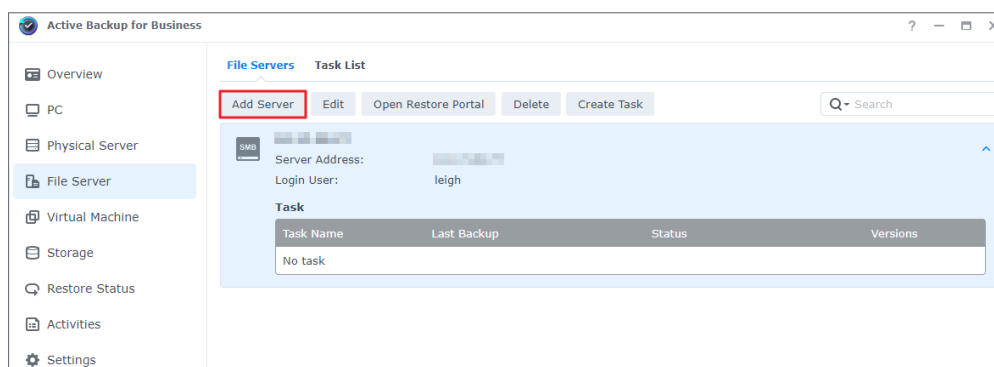 Active Backup for Business
?
Overview
PC
Physical Server
File Server
Virtual Machine
Storage
Restore Status
Activities
Settings
File Servers Task List
Add Server Edit Open Restore Portal Delete Create Task Search
SMB
Server Address:
Login User: leigh
Task
Task Name Last Backup Status Versions
No task